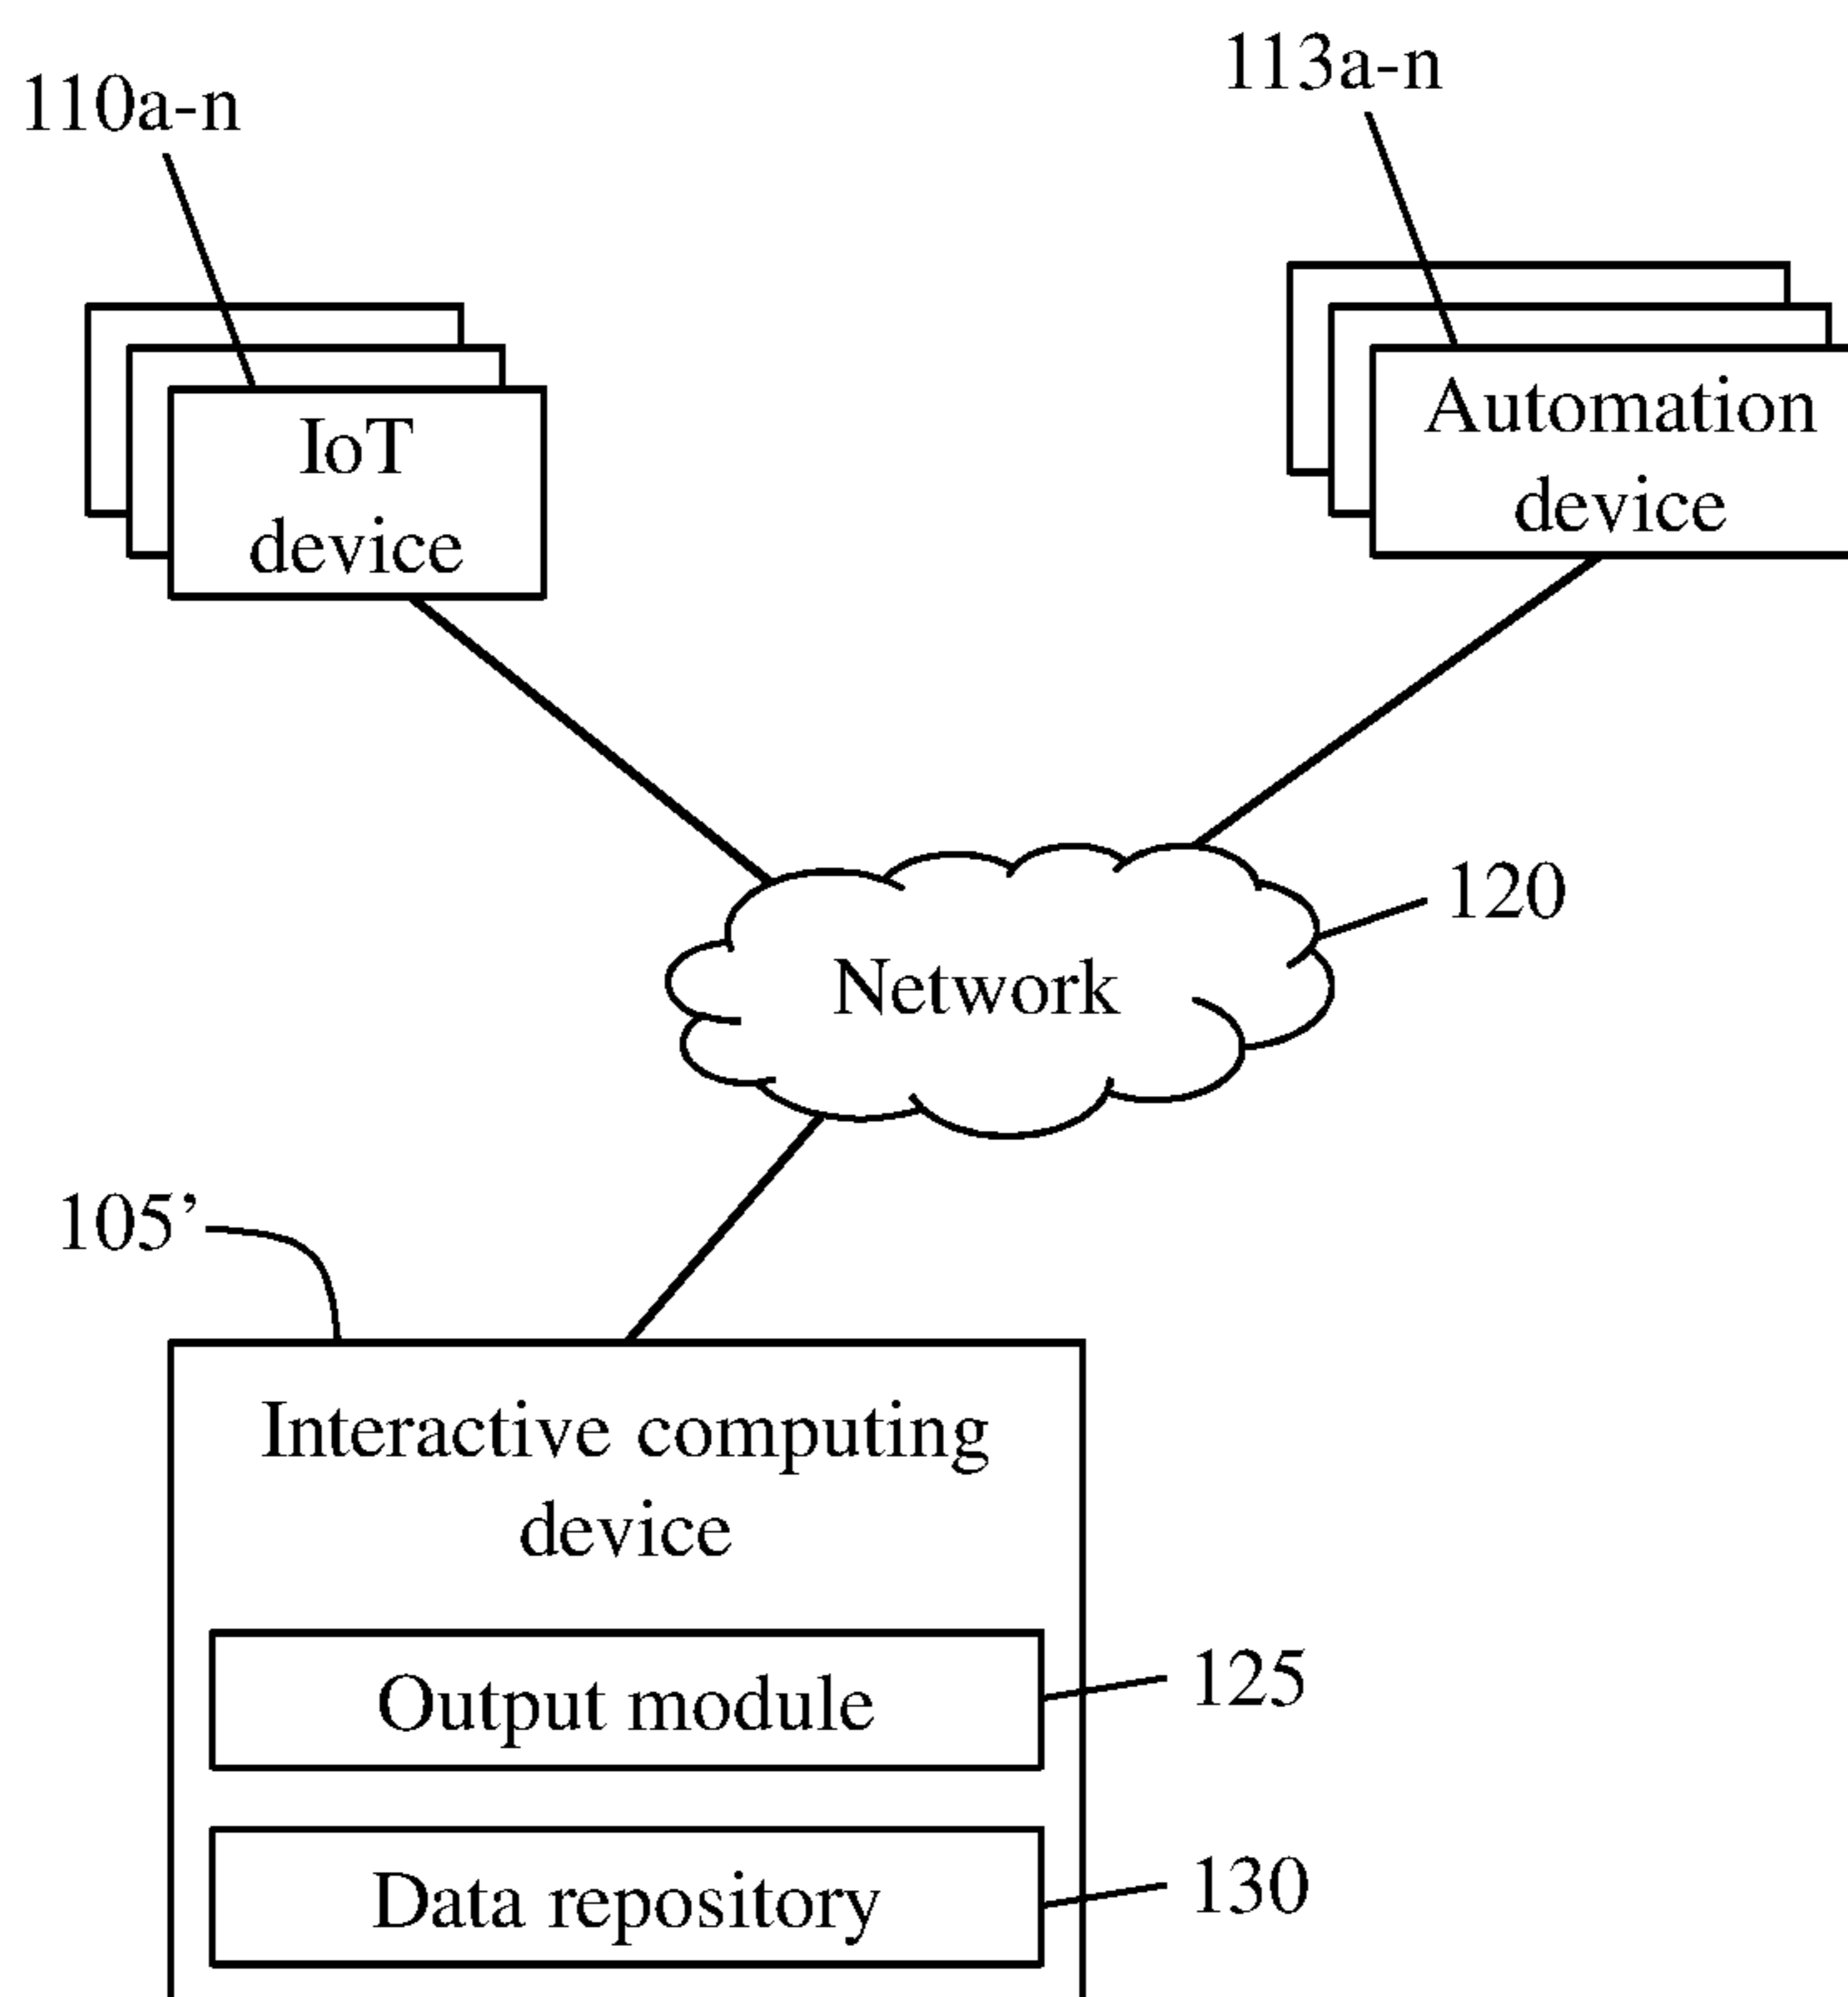 110a-n
113a-n
IoT
device
Automation
device
120
Network
105’
Interactive computing
device
Output module
125
Data repository
130